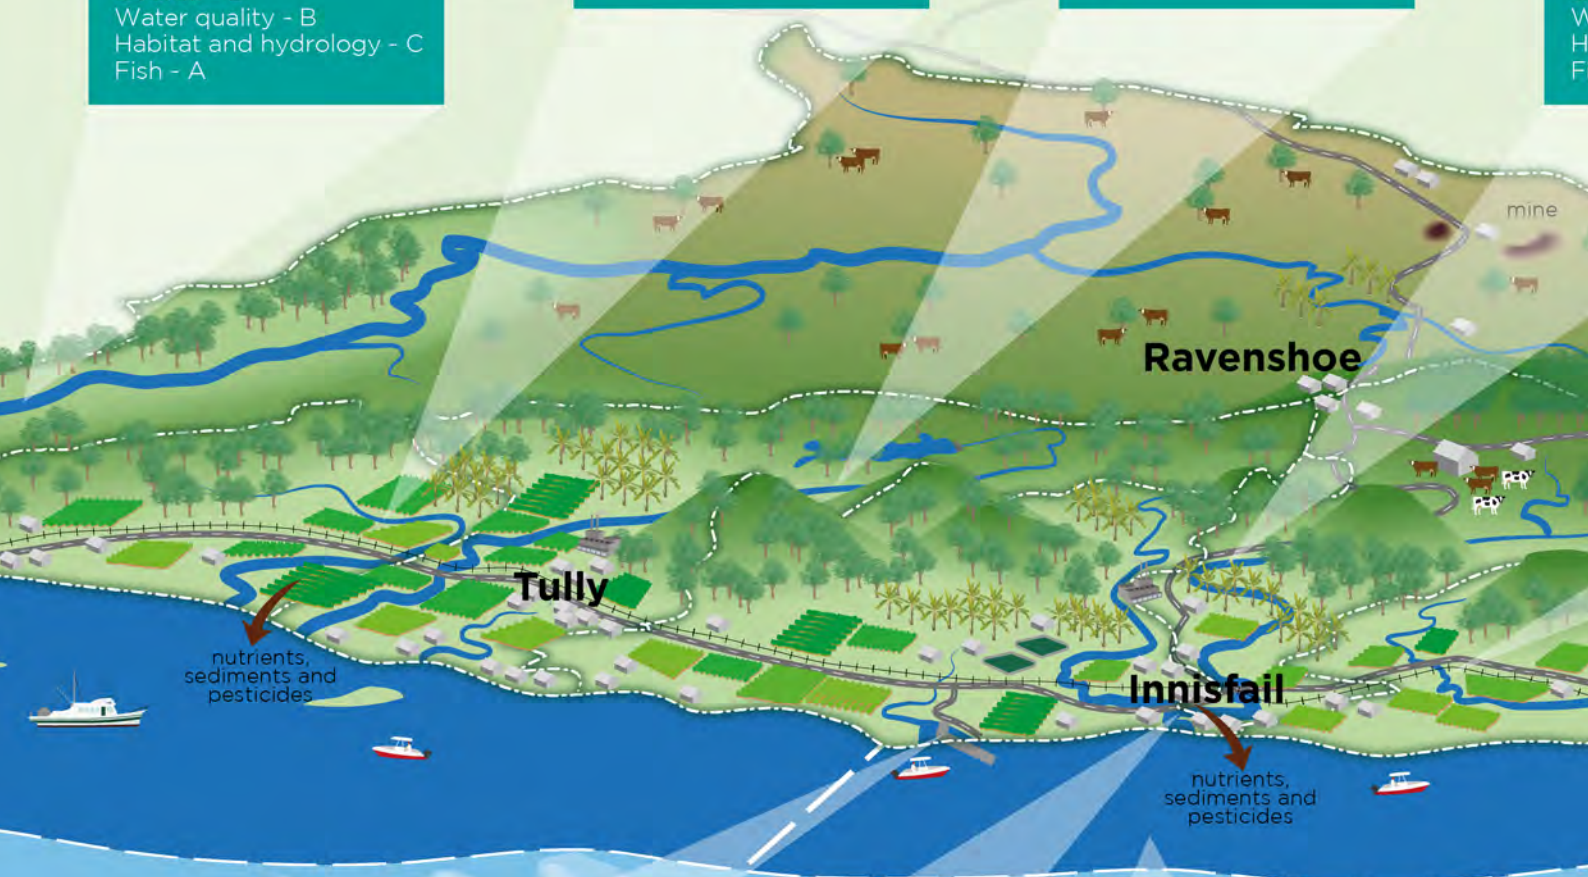 Water quality - B
Habitat and hydrology - C
Fish - A
mine
Ravenshoe
Tully
nutrients,
sediments and
pesticides
Innisfail
nutrients,
sediments and
pesticides